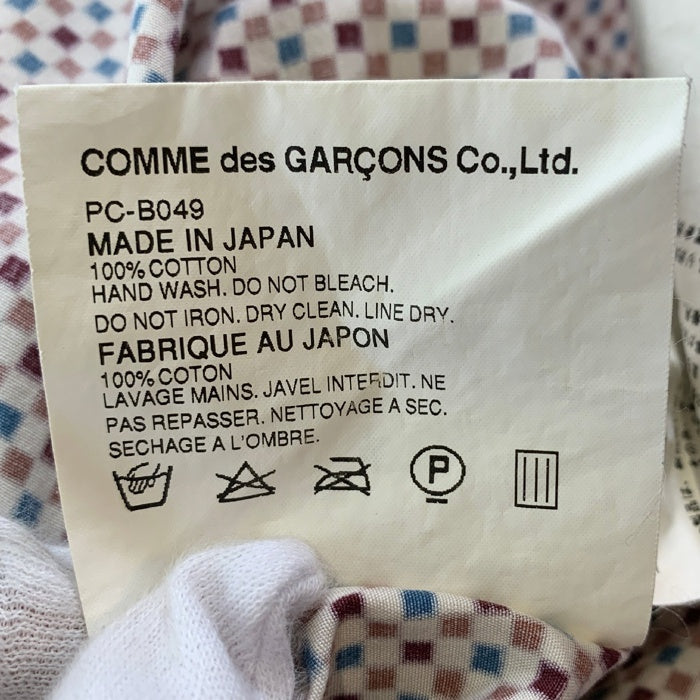 COMME des GARÇONS Co.,Ltd.
PC-B049
MADE IN JAPAN
100% COTTON
HAND WASH. DO NOT BLEACH.
DO NOT IRON. DRY CLEAN. LINE DRY.
FABRIQUE AU JAPON
100% COTON
LAVAGE MAINS. JAVEL INTERDIT. NE
PAS REPASSER. NETTOYAGE A SEC.
SECHAGE A L'OMBRE.
P